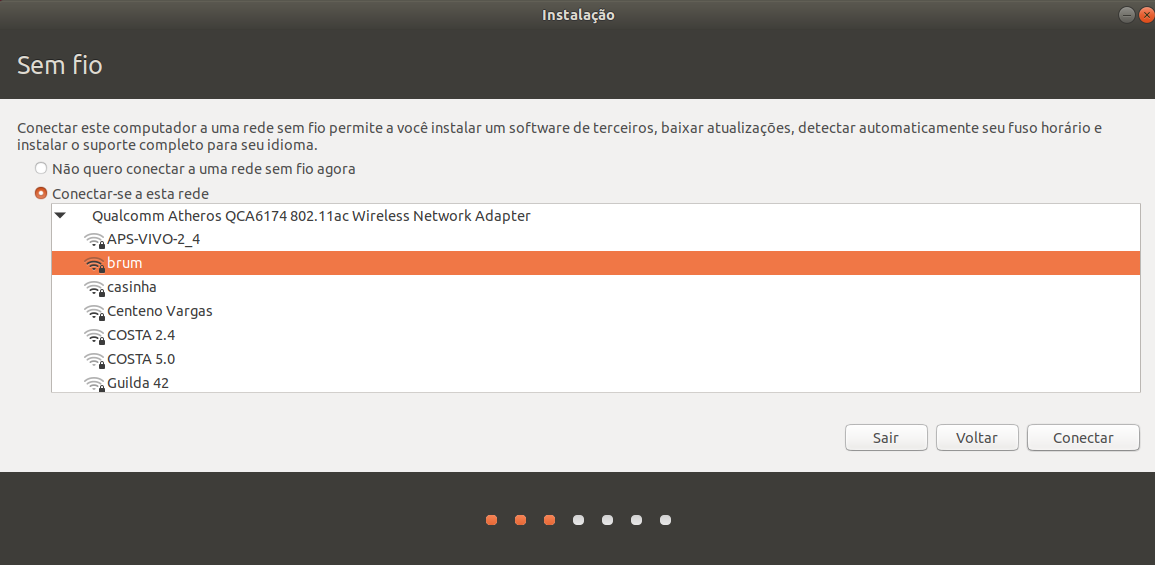 Instalação
Sem fio
Conectar este computador a uma rede sem fio permite a você instalar um software de terceiros, baixar atualizações, detectar automaticamente seu fuso horário e
instalar o suporte completo para seu idioma.
Não quero conectar a uma rede sem fio agora
Conectar-se a esta rede
Qualcomm Atheros QCA6174 802.11ac Wireless Network Adapter
APS-VIVO-2_4
brum
casinha
Centeno Vargas
COSTA 2.4
COSTA 5.0
Guilda 42
Sair
Voltar
Conectar